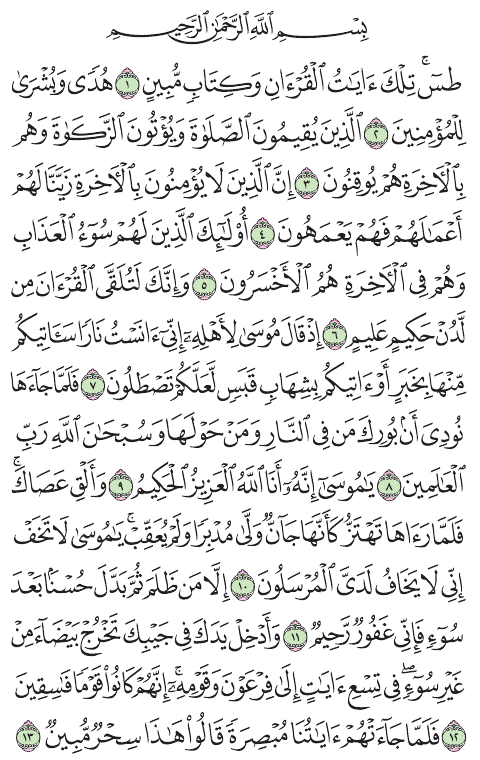 بِسْمِ ٱللَّهِ ٱلرَّحْمَٰنِ ٱلرَّحِيمِ
طسٓۚ تِلْكَ ءَايَٰتُ ٱلْقُرْءَانِ وَكِتَابٖ مُّبِينٍ ١ هُدٗى وَبُشْرَىٰ
لِلْمُؤْمِنِينَ ٢ ٱلَّذِينَ يُقِيمُونَ ٱلصَّلَوٰةَ وَيُؤْتُونَ ٱلزَّكَوٰةَ وَهُم
بِٱلْأٓخِرَةِ هُمْ يُوقِنُونَ ٣ إِنَّ ٱلَّذِينَ لَا يُؤْمِنُونَ بِٱلْأٓخِرَةِ زَيَّنَّا لَهُمْ
أَعْمَٰلَهُمْ فَهُمْ يَعْمَهُونَ ٤ أُوْلَٰٓئِكَ ٱلَّذِينَ لَهُمْ سُوٓءُ ٱلْعَذَابِ
وَهُمْ فِي ٱلْأٓخِرَةِ هُمُ ٱلْأَخْسَرُونَ ٥ وَإِنَّكَ لَتُلَقَّى ٱلْقُرْءَانَ مِن
لَّدُنْ حَكِيمٍ عَلِيمٍ ٦ إِذْ قَالَ مُوسَىٰ لِأَهْلِهِۦٓ إِنِّيٓ ءَانَسْتُ نَارٗا سَـَٔاتِيكُم
مِّنْهَا بِخَبَرٍ أَوْ ءَاتِيكُم بِشِهَابٖ قَبَسٖ لَّعَلَّكُمْ تَصْطَلُونَ ٧ فَلَمَّا جَآءَهَا
نُودِيَ أَنۢ بُورِكَ مَن فِي ٱلنَّارِ وَمَنْ حَوْلَهَا وَسُبْحَٰنَ ٱللَّهِ رَبِّ
ٱلْعَٰلَمِينَ ٨ يَٰمُوسَىٰٓ إِنَّهُۥٓ أَنَا ٱللَّهُ ٱلْعَزِيزُ ٱلْحَكِيمُ ٩ وَأَلْقِ عَصَاكَۚ
فَلَمَّا رَءَاهَا تَهْتَزُّ كَأَنَّهَا جَآنّٞ وَلَّىٰ مُدْبِرٗا وَلَمْ يُعَقِّبْۚ يَٰمُوسَىٰ لَا تَخَفْ
إِنِّي لَا يَخَافُ لَدَيَّ ٱلْمُرْسَلُونَ ١٠ إِلَّا مَن ظَلَمَ ثُمَّ بَدَّلَ حُسْنَۢا بَعْدَ
سُوٓءٖ فَإِنِّي غَفُورٞ رَّحِيمٞ ١١ وَأَدْخِلْ يَدَكَ فِي جَيْبِكَ تَخْرُجْ بَيْضَآءَ مِنْ
غَيْرِ سُوٓءٖۖ فِي تِسْعِ ءَايَٰتٍ إِلَىٰ فِرْعَوْنَ وَقَوْمِهِۦٓۚ إِنَّهُمْ كَانُواْ قَوْمٗا فَٰسِقِينَ
١٢ فَلَمَّا جَآءَتْهُمْ ءَايَٰتُنَا مُبْصِرَةٗ قَالُواْ هَٰذَا سِحْرٞ مُّبِينٞ ١٣